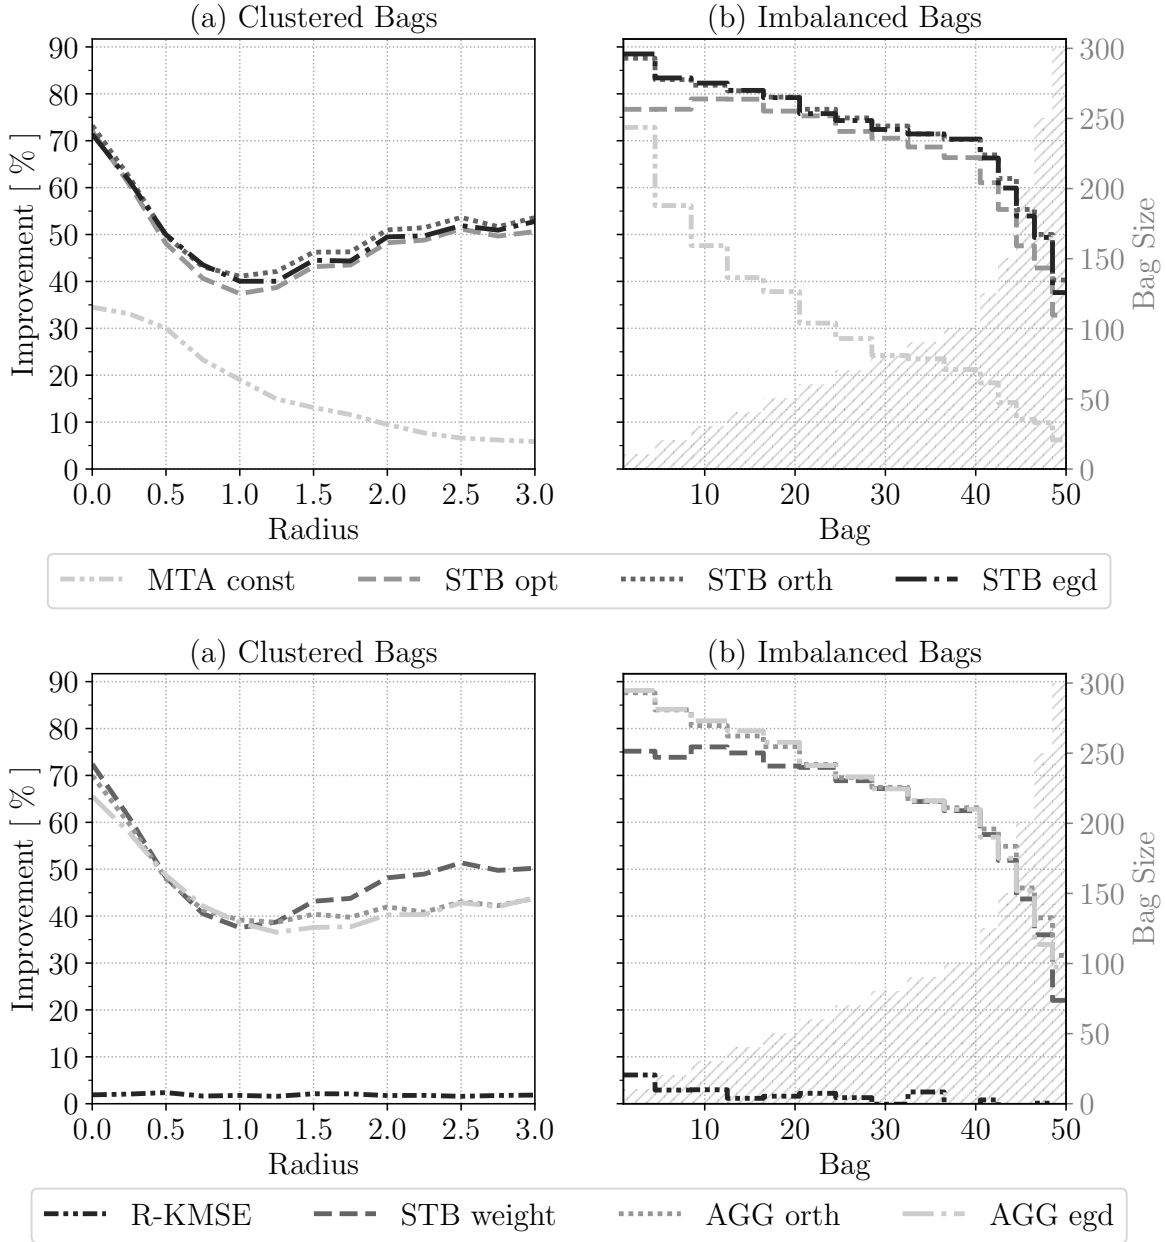 (a) Clustered Bags
(b) Imbalanced Bags
Improvement [ % ]
90
80
70
60
50
40
30
20
10
0
0.0 0.5 1.0 1.5 2.0 2.5 3.0
Radius
10 20 30 40 50
Bag
300
250
200
150
100
50
0
Bag Size
MTA const STB opt STB orth STB egd
(a) Clustered Bags
(b) Imbalanced Bags
Improvement [ % ]
90
80
70
60
50
40
30
20
10
0
0.0 0.5 1.0 1.5 2.0 2.5 3.0
Radius
10 20 30 40 50
Bag
300
250
200
150
100
50
0
Bag Size
R-KMSE STB weight AGG orth AGG egd